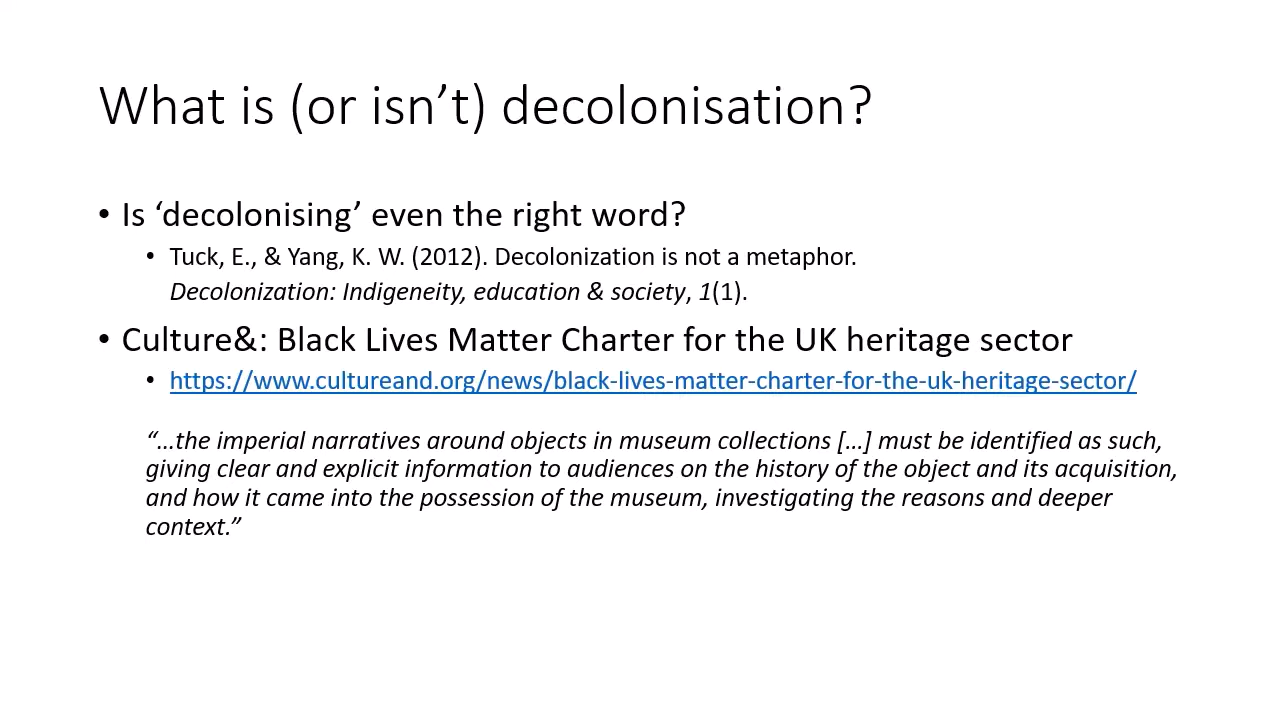 What is (or isn’t) decolonisation?
• Is ‘decolonising’ even the right word?
• Tuck, E., & Yang, K. W. (2012). Decolonization is not a metaphor.
Decolonization: Indigeneity, education & society, 1(1).
• Culture&: Black Lives Matter Charter for the UK heritage sector
• https://www.cultureand.org/news/black-lives-matter-charter-for-the-uk-heritage-sector/
“…the imperial narratives around objects in museum collections […] must be identified as such,
giving clear and explicit information to audiences on the history of the object and its acquisition,
and how it came into the possession of the museum, investigating the reasons and deeper
context.”